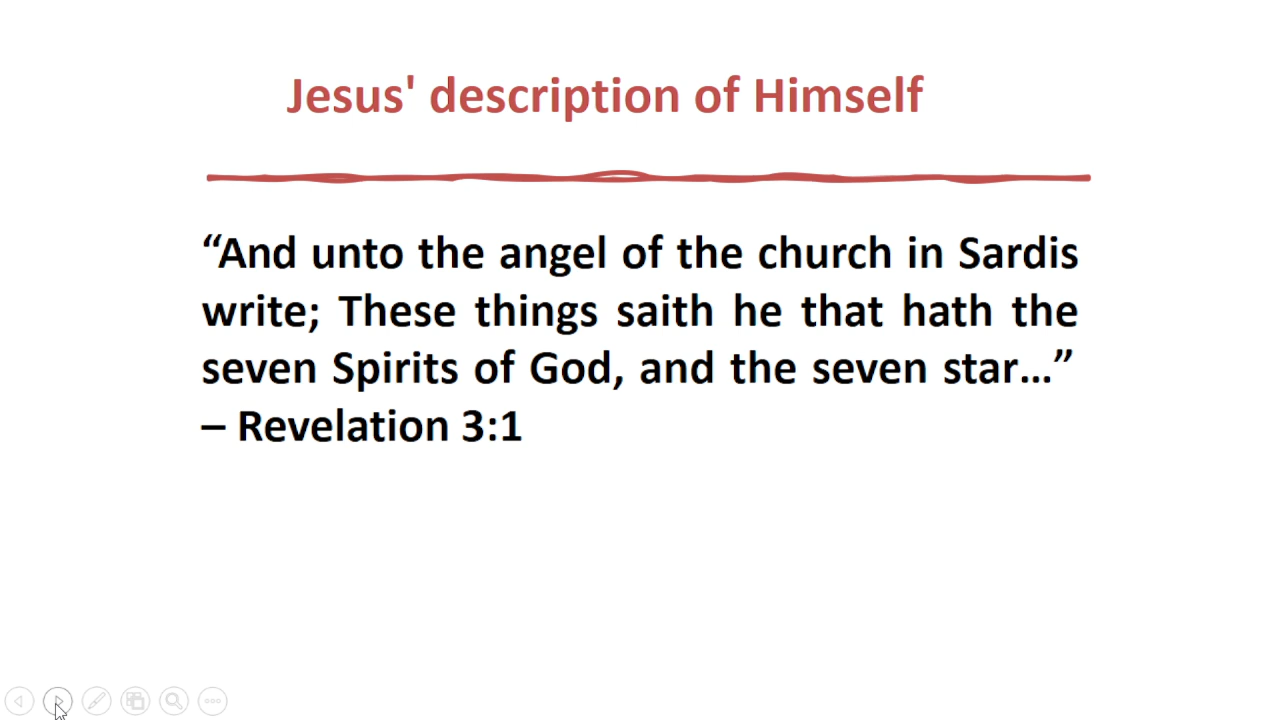 Jesus' description of Himself
“And unto the angel of the church in Sardis
write; These things saith he that hath the
seven Spirits of God, and the seven star...”
– Revelation 3:1